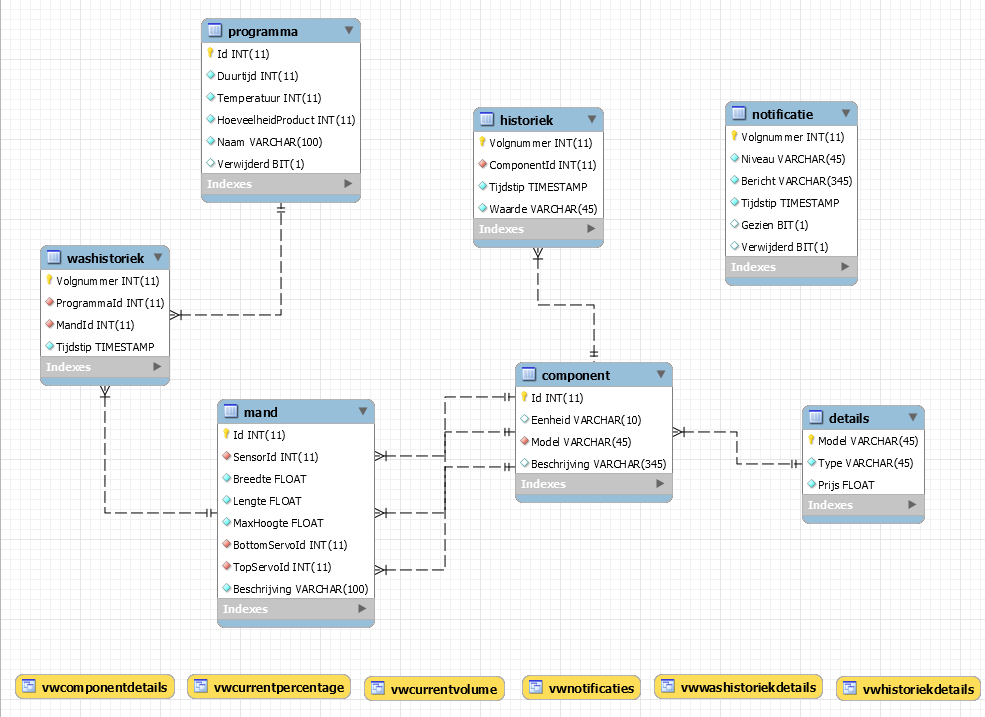 programma
Id INT(11)
Duurtijd INT(11)
Temperatuur INT(11)
HoeveelheidProduct INT(11)
Naam VARCHAR(100)
Verwijderd BIT(1)
Indexes
historiek
Volgnummer INT(11)
ComponentId INT(11)
Tijdstip TIMESTAMP
Waarde VARCHAR(45)
Indexes
notificatie
Volgnummer INT(11)
Niveau VARCHAR(45)
Bericht VARCHAR(345)
Tijdstip TIMESTAMP
Gezien BIT(1)
Verwijderd BIT(1)
Indexes
washistoriek
Volgnummer INT(11)
ProgrammaId INT(11)
MandId INT(11)
Tijdstip TIMESTAMP
Indexes
mand
Id INT(11)
SensorId INT(11)
Breedte FLOAT
Lengte FLOAT
MaxHoogte FLOAT
BottomServoId INT(11)
TopServoId INT(11)
Beschrijving VARCHAR(100)
Indexes
component
Id INT(11)
Eenheid VARCHAR(10)
Model VARCHAR(45)
Beschrijving VARCHAR(345)
Indexes
details
Model VARCHAR(45)
Type VARCHAR(45)
Prijs FLOAT
Indexes
vwcomponentdetails
vwcurrentpercentage
vwcurrentvolume
vwnotificaties
vwwashistoriekdetails
vwhistoriekdetails